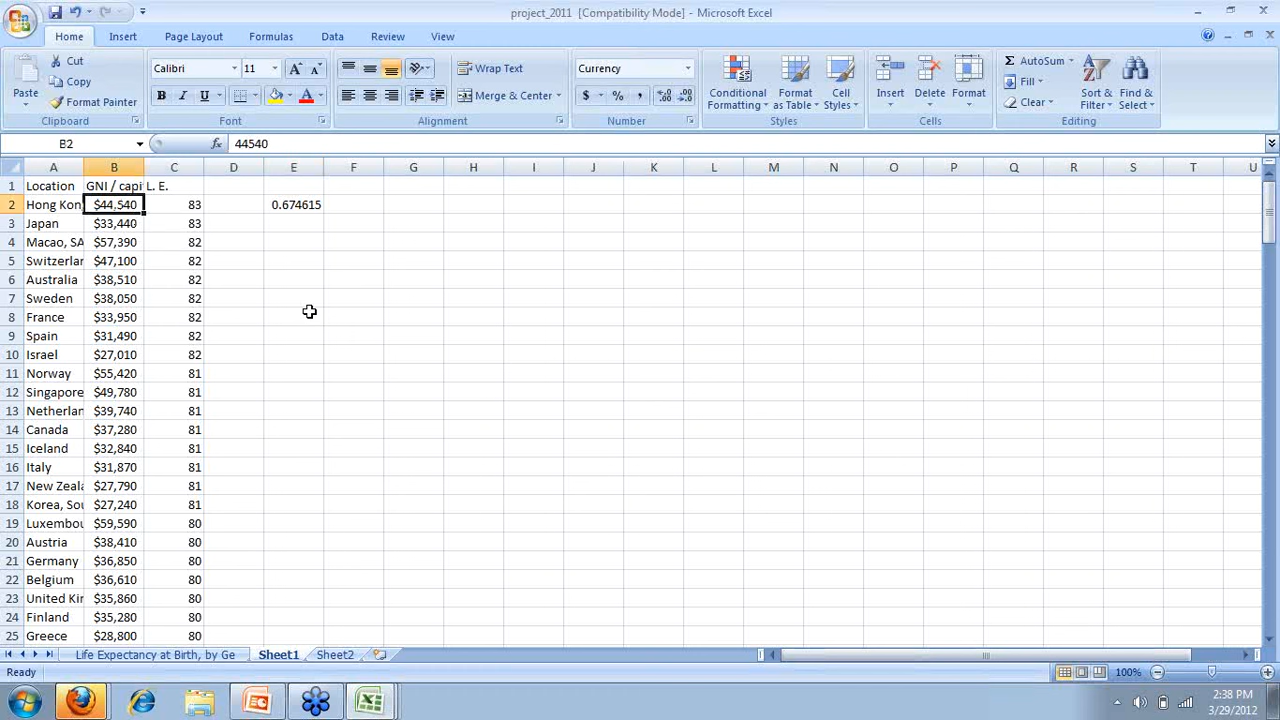 project_2011 [Compatibility Mode] - Microsoft Excel
Home Insert Page Layout Formulas Data Review View
Cut
Copy
Format Painter
Paste
Clipboard
Calibri 11
B I U A
Font
Wrap Text
Merge & Center
Alignment
Currency
$ % ,
Number
Conditional Formatting
Format as Table
Cell Styles
Styles
Insert Delete Format
Cells
Σ AutoSum
Fill
Clear
Sort & Filter
Find & Select
Editing
B2 fx 44540
A B C D E F G H I J K L M N O P Q R S T U
1 Location GNI / capi L. E.
2 Hong Kon $44,540 83 0.674615
3 Japan $33,440 83
4 Macao, SA $57,390 82
5 Switzerlan $47,100 82
6 Australia $38,510 82
7 Sweden $38,050 82
8 France $33,950 82
9 Spain $31,490 82
10 Israel $27,010 82
11 Norway $55,420 81
12 Singapore $49,780 81
13 Netherlan $39,740 81
14 Canada $37,280 81
15 Iceland $32,840 81
16 Italy $31,870 81
17 New Zeala $27,790 81
18 Korea, Sou $27,240 81
19 Luxembou $59,590 80
20 Austria $38,410 80
21 Germany $36,850 80
22 Belgium $36,610 80
23 United Kin $35,860 80
24 Finland $35,280 80
25 Greece $28,800 80
Life Expectancy at Birth, by Ge Sheet1 Sheet2
Ready 100%
2:38 PM
3/29/2012